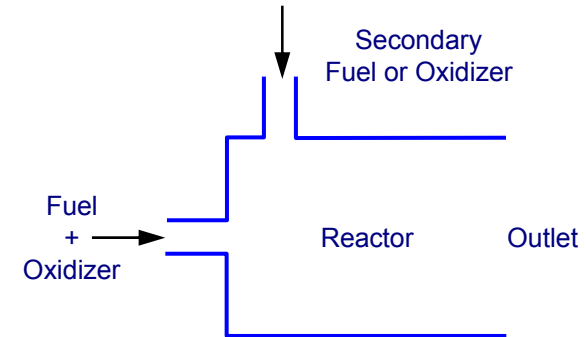 Secondary
Fuel or Oxidizer
Fuel
+
Oxidizer
Reactor
Outlet